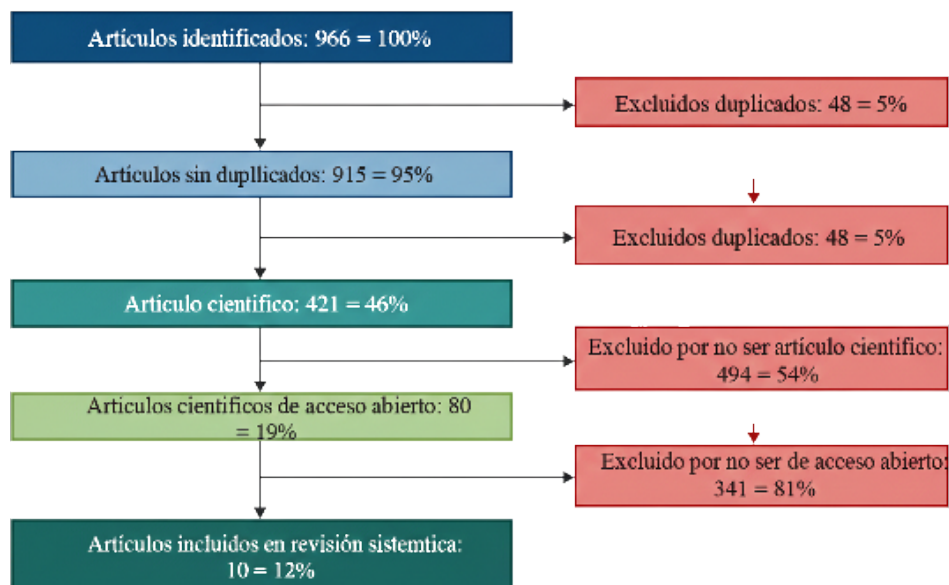 Artículos identificados: 966 = 100%
Excluidos duplicados: 48 = 5%
Artículos sin dupllicados: 915 = 95%
Excluidos duplicados: 48 = 5%
Artículo cientifico: 421 = 46%
Excluido por no ser artículo cientifico:
494 = 54%
Artículos cientificos de acceso abierto: 80
= 19%
Excluido por no ser de acceso abierto:
341 = 81%
Artículos incluidos en revisión sistemtica:
10 = 12%